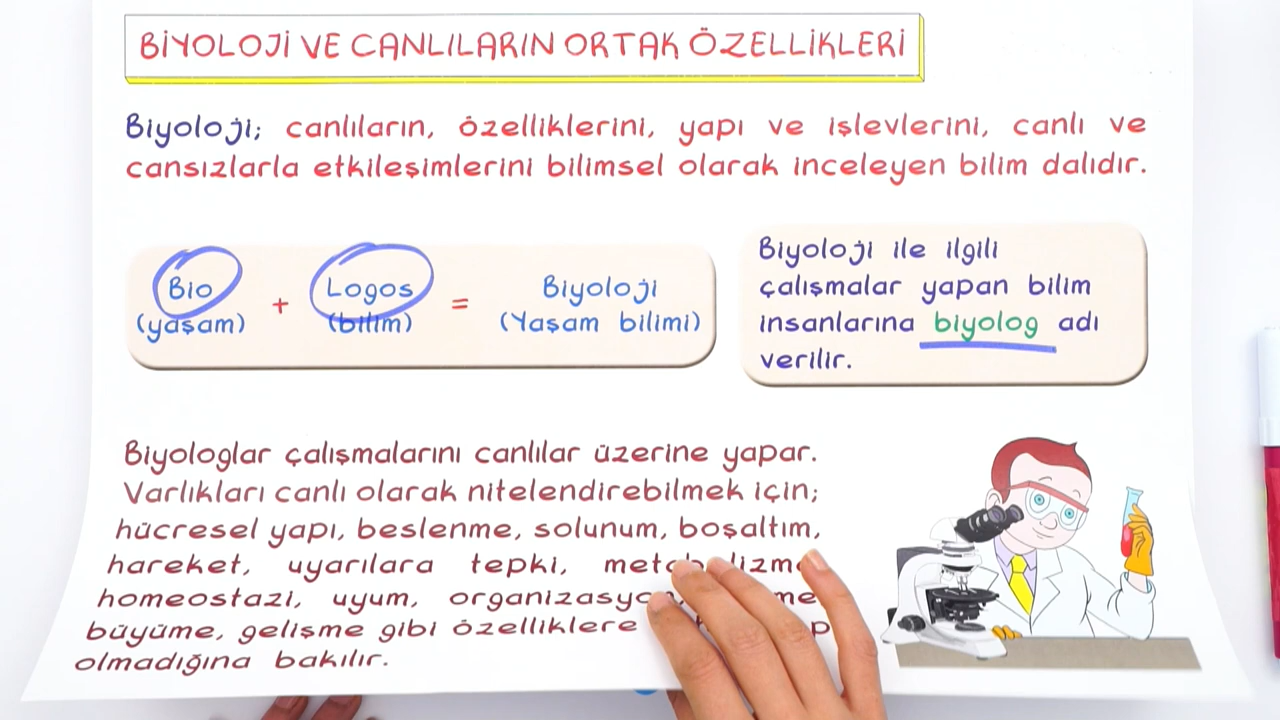 BİYOLOJİ VE CANLILARIN ORTAK ÖZELLİKLERİ
Biyoloji; canlıların, özelliklerini, yapı ve işlevlerini, canlı ve
cansızlarla etkileşimlerini bilimsel olarak inceleyen bilim dalıdır.
Bio + Logos = Biyoloji
(yaşam) (bilim) (Yaşam bilimi)
Biyoloji ile ilgili
çalışmalar yapan bilim
insanlarına biyolog adı
verilir.
Biyologlar çalışmalarını canlılar üzerine yapar.
Varlıkları canlı olarak nitelendirebilmek için;
hücresel yapı, beslenme, solunum, boşaltım,
hareket, uyarılara tepki,
homeostazi, uyum,
büyüme, gelişme gibi özelliklere
olmadığına bakılır.